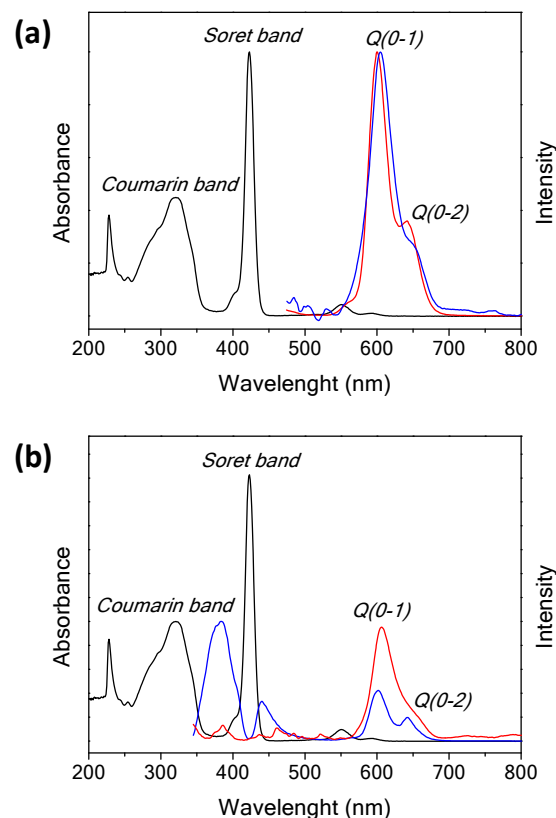 (a)
Soret band
Q(0-1)
Coumarin band
Q(0-2)
Absorbance
Intensity
200 300 400 500 600 700 800
Wavelenght (nm)
(b)
Soret band
Coumarin band
Q(0-1)
Q(0-2)
Absorbance
Intensity
200 300 400 500 600 700 800
Wavelenght (nm)